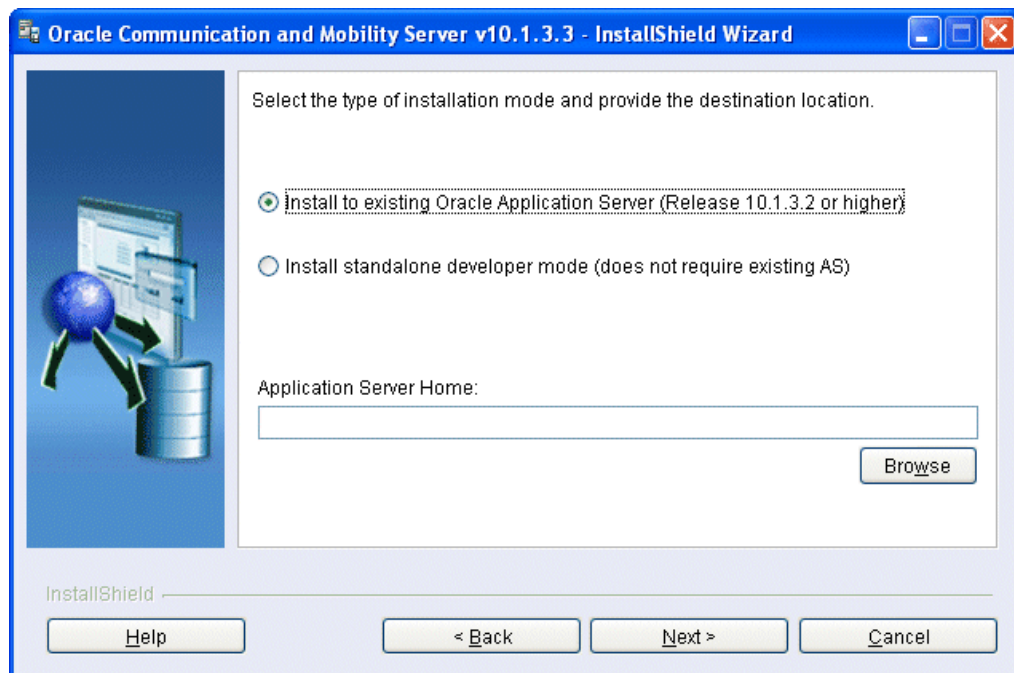 Oracle Communication and Mobility Server v10.1.3.3 - InstallShield Wizard
Select the type of installation mode and provide the destination location.
Install to existing Oracle Application Server (Release 10.1.3.2 or higher)
Install standalone developer mode (does not require existing AS)
Application Server Home:
Browse
InstallShield
Help
< Back
Next >
Cancel